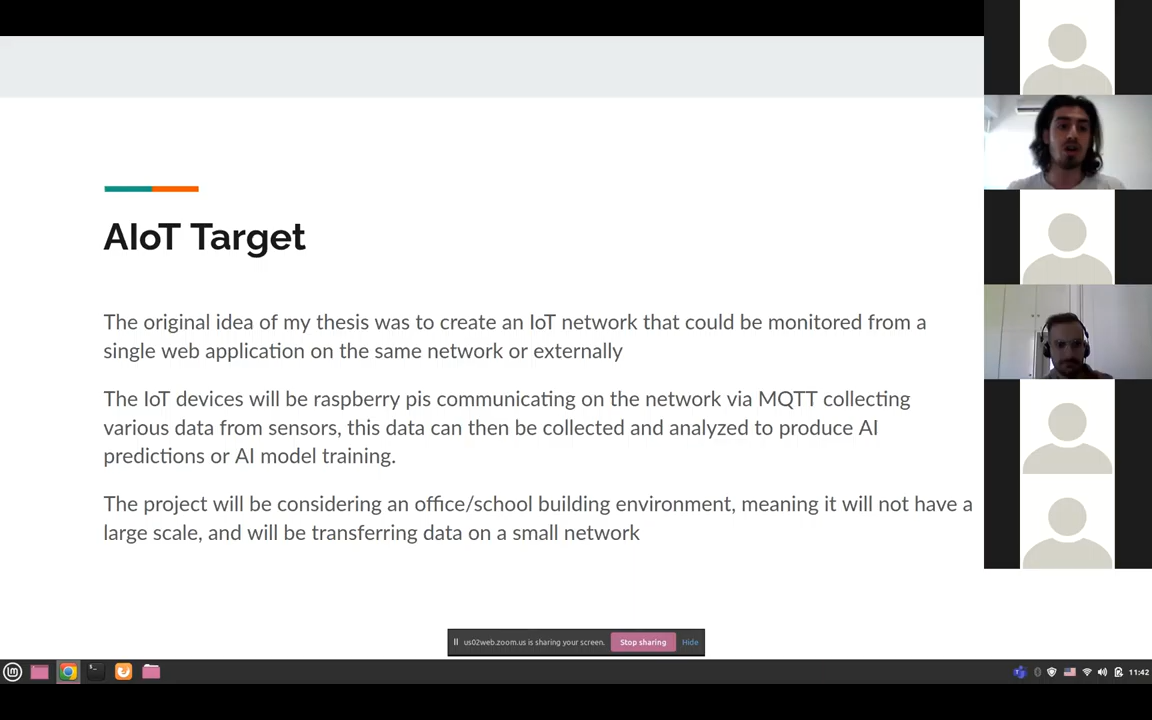 AIoT Target
The original idea of my thesis was to create an IoT network that could be monitored from a
single web application on the same network or externally
The IoT devices will be raspberry pis communicating on the network via MQTT collecting
various data from sensors, this data can then be collected and analyzed to produce AI
predictions or AI model training.
The project will be considering an office/school building environment, meaning it will not have a
large scale, and will be transferring data on a small network
us02web.zoom.us is sharing your screen. Stop sharing Hide
11:42